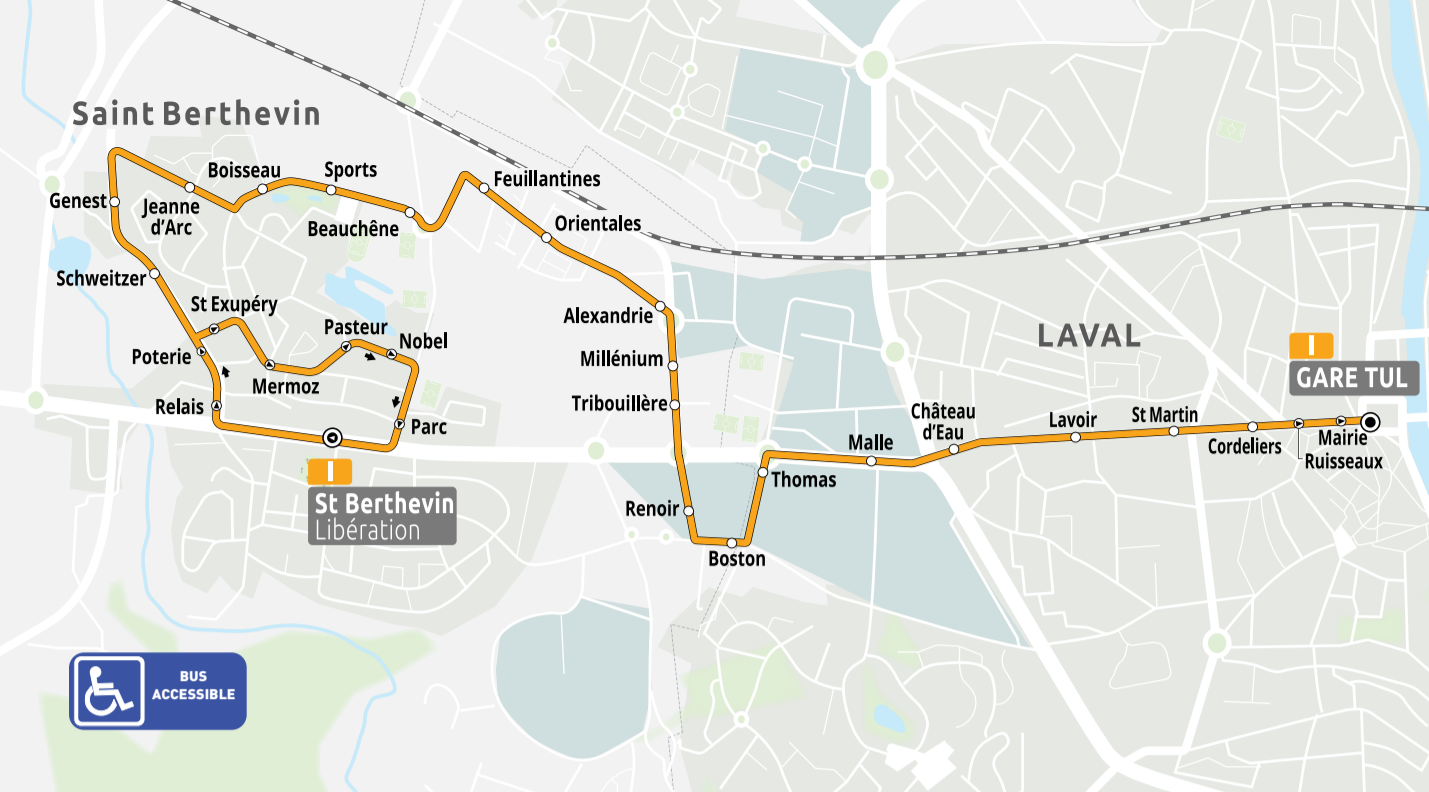 Saint Berthevin
Boisseau
Sports
Feuillantines
Genest
Jeanne
d'Arc
Beauchêne
Orientales
Schweitzer
St Exupéry
Alexandrie
Pasteur
Nobel
LAVAL
I
GARE TUL
Poterie
Mermoz
Millénium
Relais
Parc
Tribouillère
Château
d'Eau
Malle
Lavoir
St Martin
Cordeliers
Mairie
Ruisseaux
I
St Berthevin
Libération
Thomas
Renoir
Boston
BUS
ACCESSIBLE